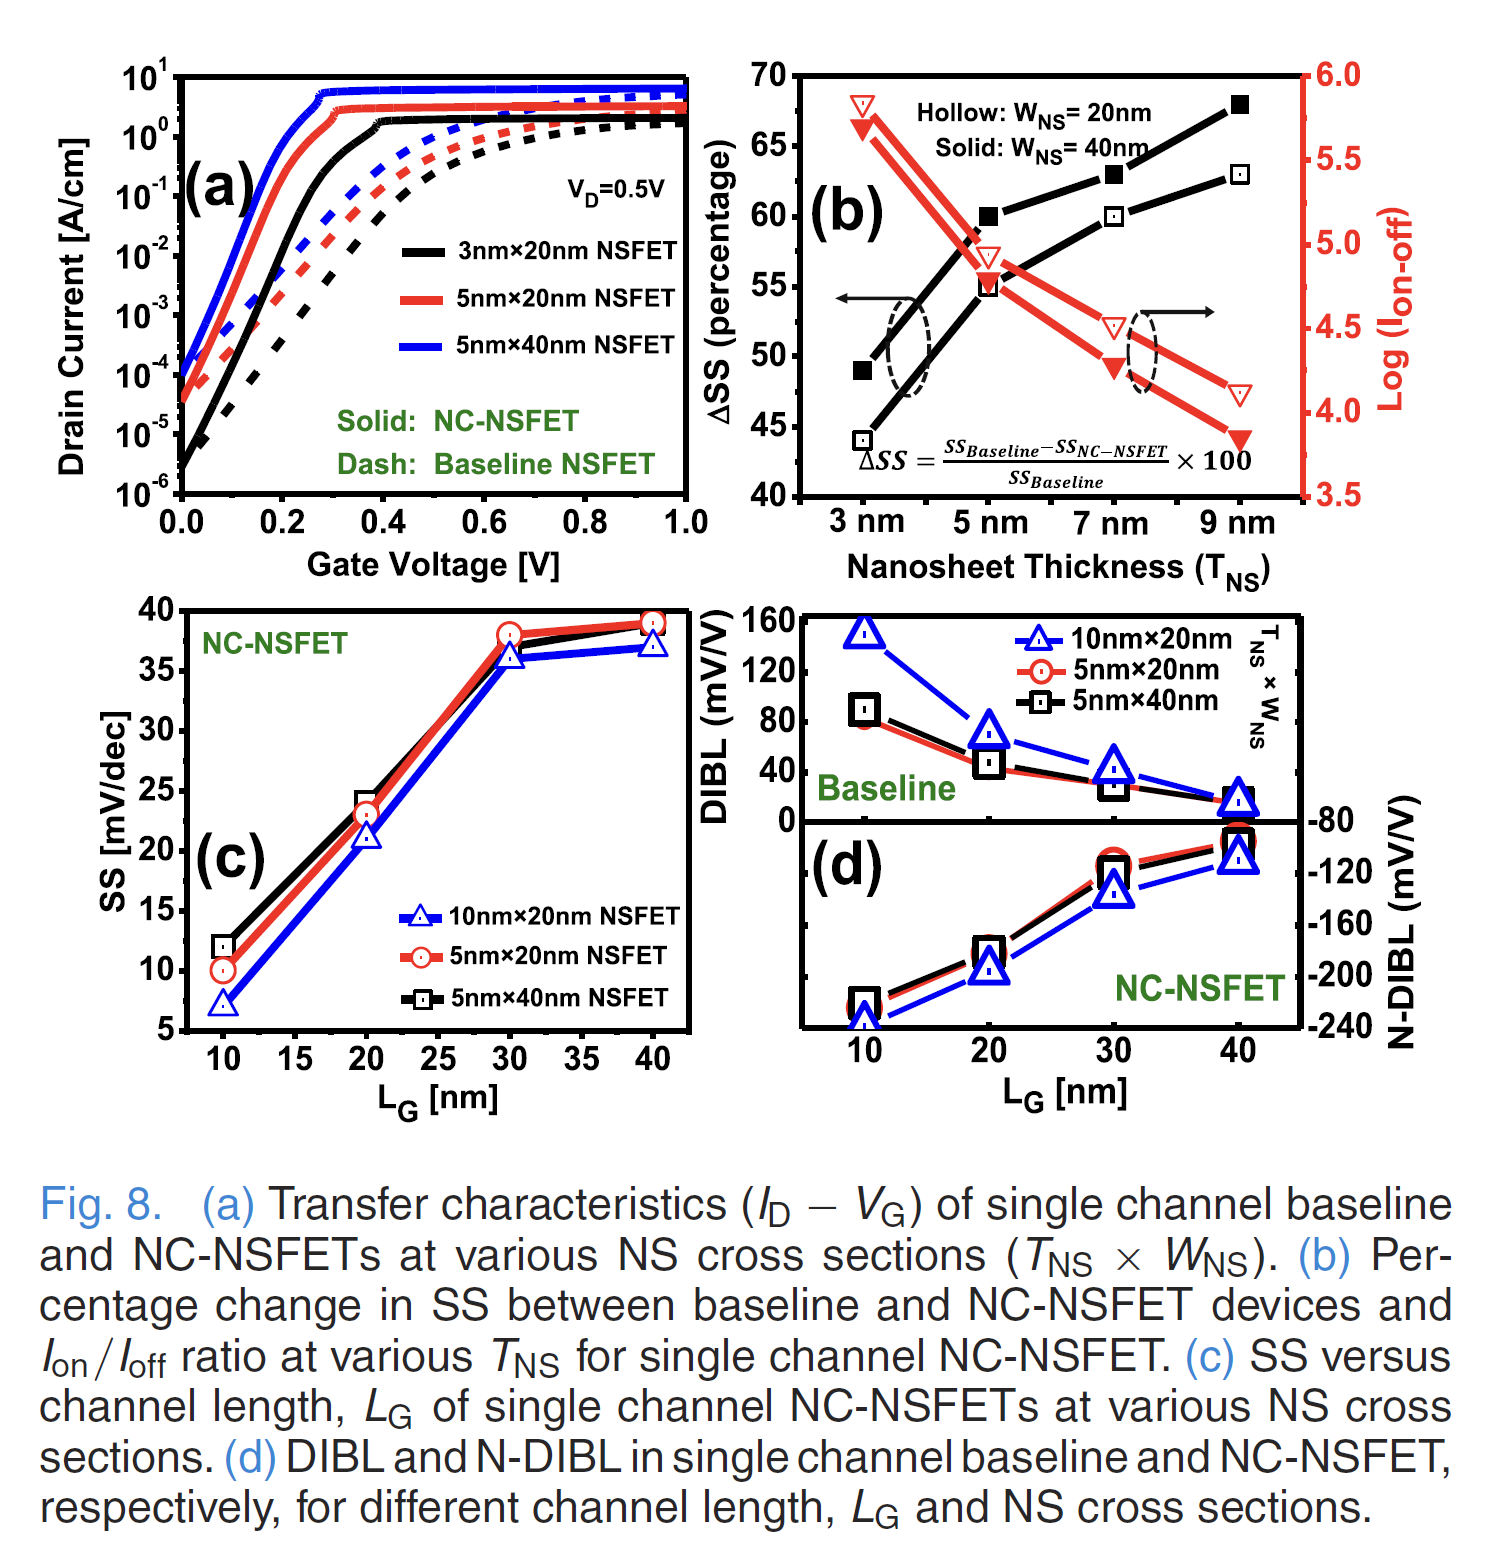 10^1
10^0
10^-1
10^-2
10^-3
10^-4
10^-5
10^-6
Drain Current [A/cm]
(a)
V_D=0.5V
3nm×20nm NSFET
5nm×20nm NSFET
5nm×40nm NSFET
Solid: NC-NSFET
Dash: Baseline NSFET
0.0 0.2 0.4 0.6 0.8 1.0
Gate Voltage [V]
70
65
60
55
50
45
40
ΔSS (percentage)
Hollow: W_NS= 20nm
Solid: W_NS= 40nm
(b)
ΔSS = (SS_Baseline−SS_NC−NSFET)/SS_Baseline × 100
6.0
5.5
5.0
4.5
4.0
3.5
Log (I_on-off)
3 nm 5 nm 7 nm 9 nm
Nanosheet Thickness (T_NS)
40
35
30
25
20
15
10
5
SS [mV/dec]
NC-NSFET
(c)
10nm×20nm NSFET
5nm×20nm NSFET
5nm×40nm NSFET
10 15 20 25 30 35 40
L_G [nm]
160
120
80
40
0
DIBL (mV/V)
10nm×20nm
5nm×20nm
5nm×40nm
T_NS × W_NS
Baseline
(d)
NC-NSFET
-80
-120
-160
-200
-240
N-DIBL (mV/V)
10 20 30 40
L_G [nm]
Fig. 8. (a) Transfer characteristics (I_D − V_G) of single channel baseline
and NC-NSFETs at various NS cross sections (T_NS × W_NS). (b) Per-
centage change in SS between baseline and NC-NSFET devices and
I_on/I_off ratio at various T_NS for single channel NC-NSFET. (c) SS versus
channel length, L_G of single channel NC-NSFETs at various NS cross
sections. (d) DIBL and N-DIBL in single channel baseline and NC-NSFET,
respectively, for different channel length, L_G and NS cross sections.